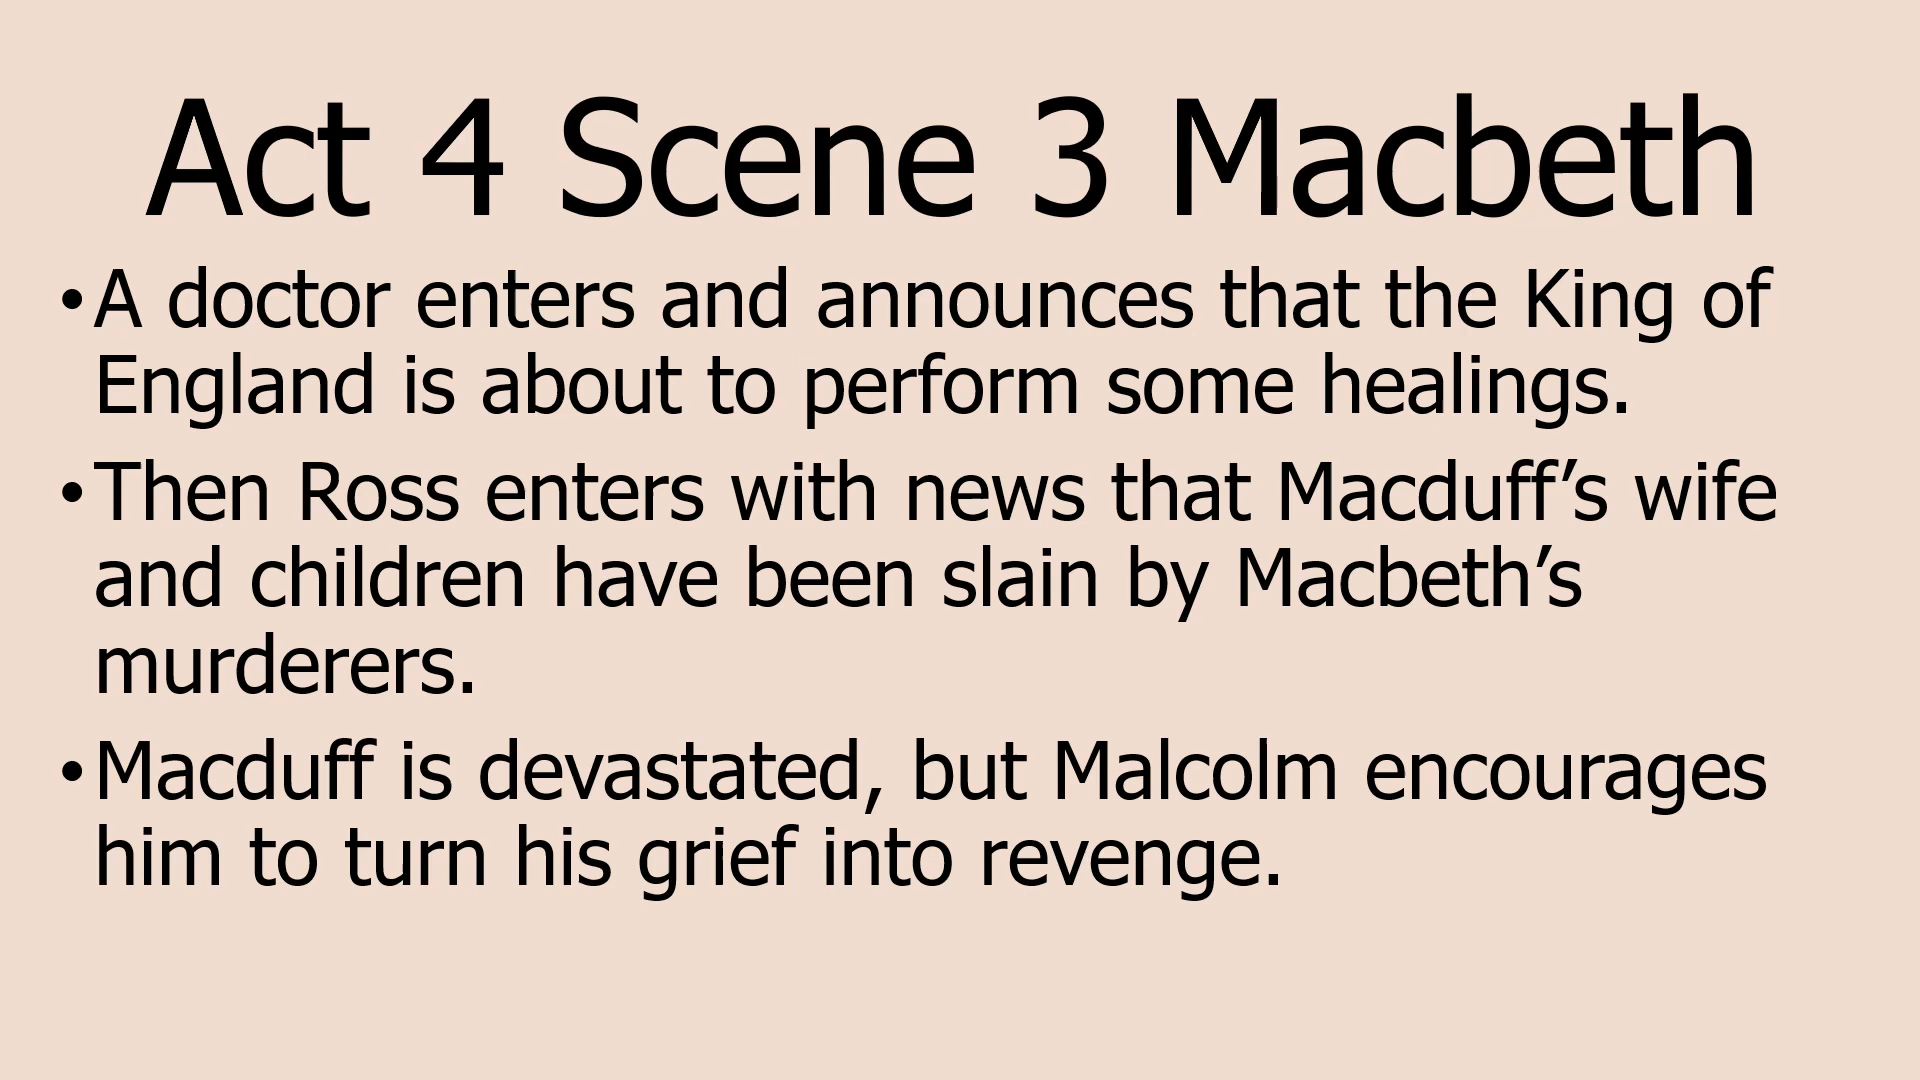 Act 4 Scene 3 Macbeth
•A doctor enters and announces that the King of
England is about to perform some healings.
•Then Ross enters with news that Macduff’s wife
and children have been slain by Macbeth’s
murderers.
•Macduff is devastated, but Malcolm encourages
him to turn his grief into revenge.